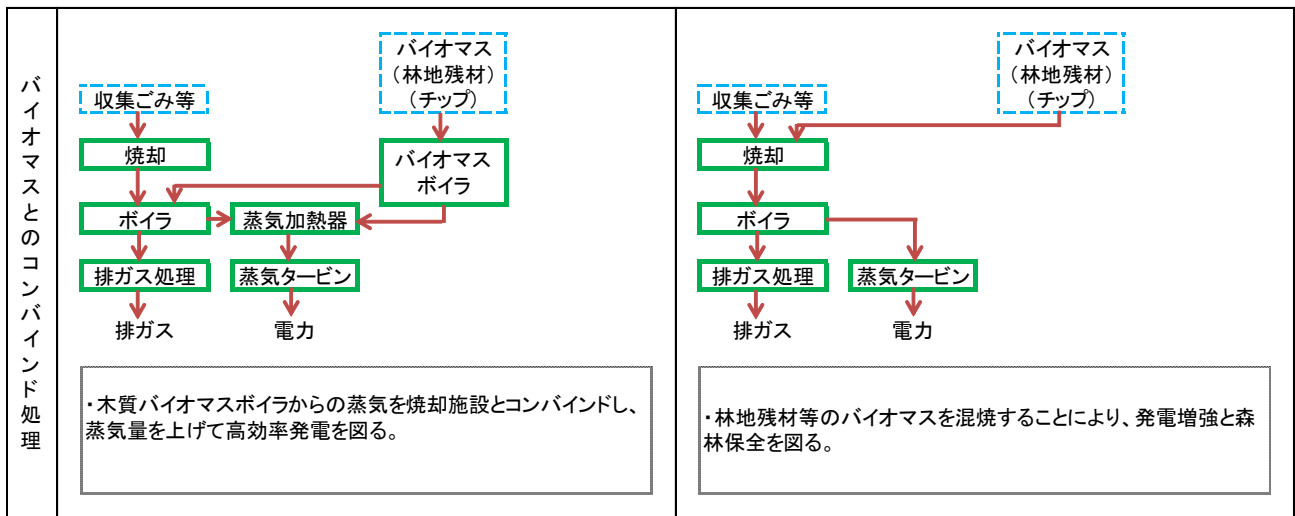 バイオマスとのコンバインド処理
バイオマス
（林地残材）
（チップ）
収集ごみ等
焼却
バイオマス
ボイラ
ボイラ
蒸気加熱器
排ガス処理
蒸気タービン
排ガス
電力
・木質バイオマスボイラからの蒸気を焼却施設とコンバインドし、
蒸気量を上げて高効率発電を図る。
バイオマス
（林地残材）
（チップ）
収集ごみ等
焼却
ボイラ
排ガス処理
蒸気タービン
排ガス
電力
・林地残材等のバイオマスを混焼することにより、発電増強と森
林保全を図る。